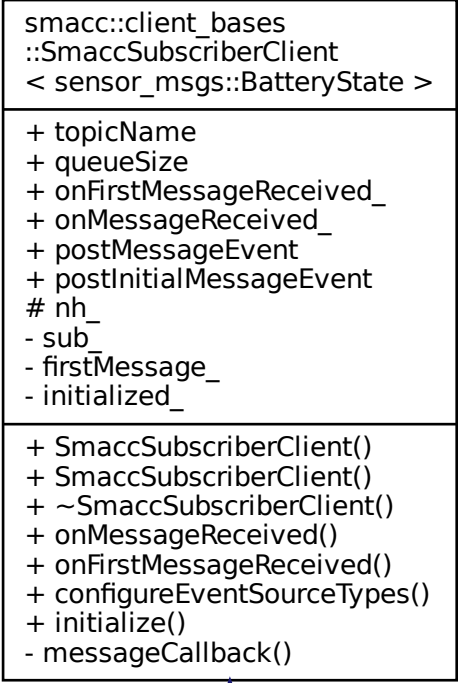 smacc::client_bases
::SmaccSubscriberClient
< sensor_msgs::BatteryState >
+ topicName
+ queueSize
+ onFirstMessageReceived_
+ onMessageReceived_
+ postMessageEvent
+ postInitialMessageEvent
# nh_
- sub_
- firstMessage_
- initialized_
+ SmaccSubscriberClient()
+ SmaccSubscriberClient()
+ ~SmaccSubscriberClient()
+ onMessageReceived()
+ onFirstMessageReceived()
+ configureEventSourceTypes()
+ initialize()
- messageCallback()